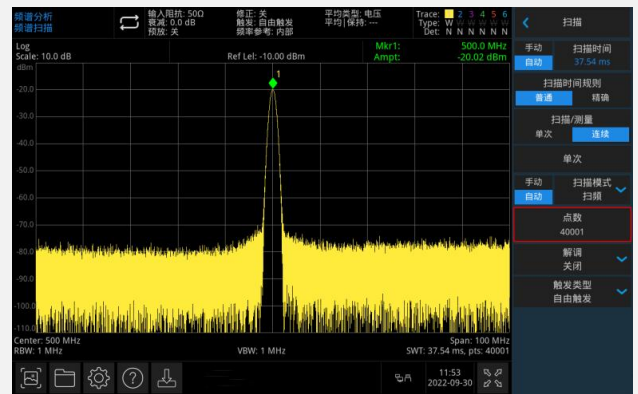 频谱分析
频谱扫描
输入阻抗: 50Ω
衰减: 0.0 dB
预放: 关
修正: 关
触发: 自由触发
频率参考: 内部
平均类型: 电压
平均|保持: ---
Trace: 1 2 3 4 5 6
Type: W W W W W W
Det: N N N N N N
Log
Scale: 10.0 dB
Ref Lel: -10.00 dBm
Mkr1: 500.0 MHz
Ampt: -20.02 dBm
dBm
1
-20.0
-30.0
-40.0
-50.0
-60.0
-70.0
-80.0
-90.0
-100.0
-110.0
Center: 500 MHz
Span: 100 MHz
RBW: 1 MHz
VBW: 1 MHz
SWT: 37.54 ms, pts: 40001
11:53
2022-09-30
扫描
手动
自动
扫描时间
37.54 ms
扫描时间规则
普通
精确
扫描/测量
单次
连续
单次
手动
自动
扫描模式
扫频
点数
40001
解调
关闭
触发类型
自由触发